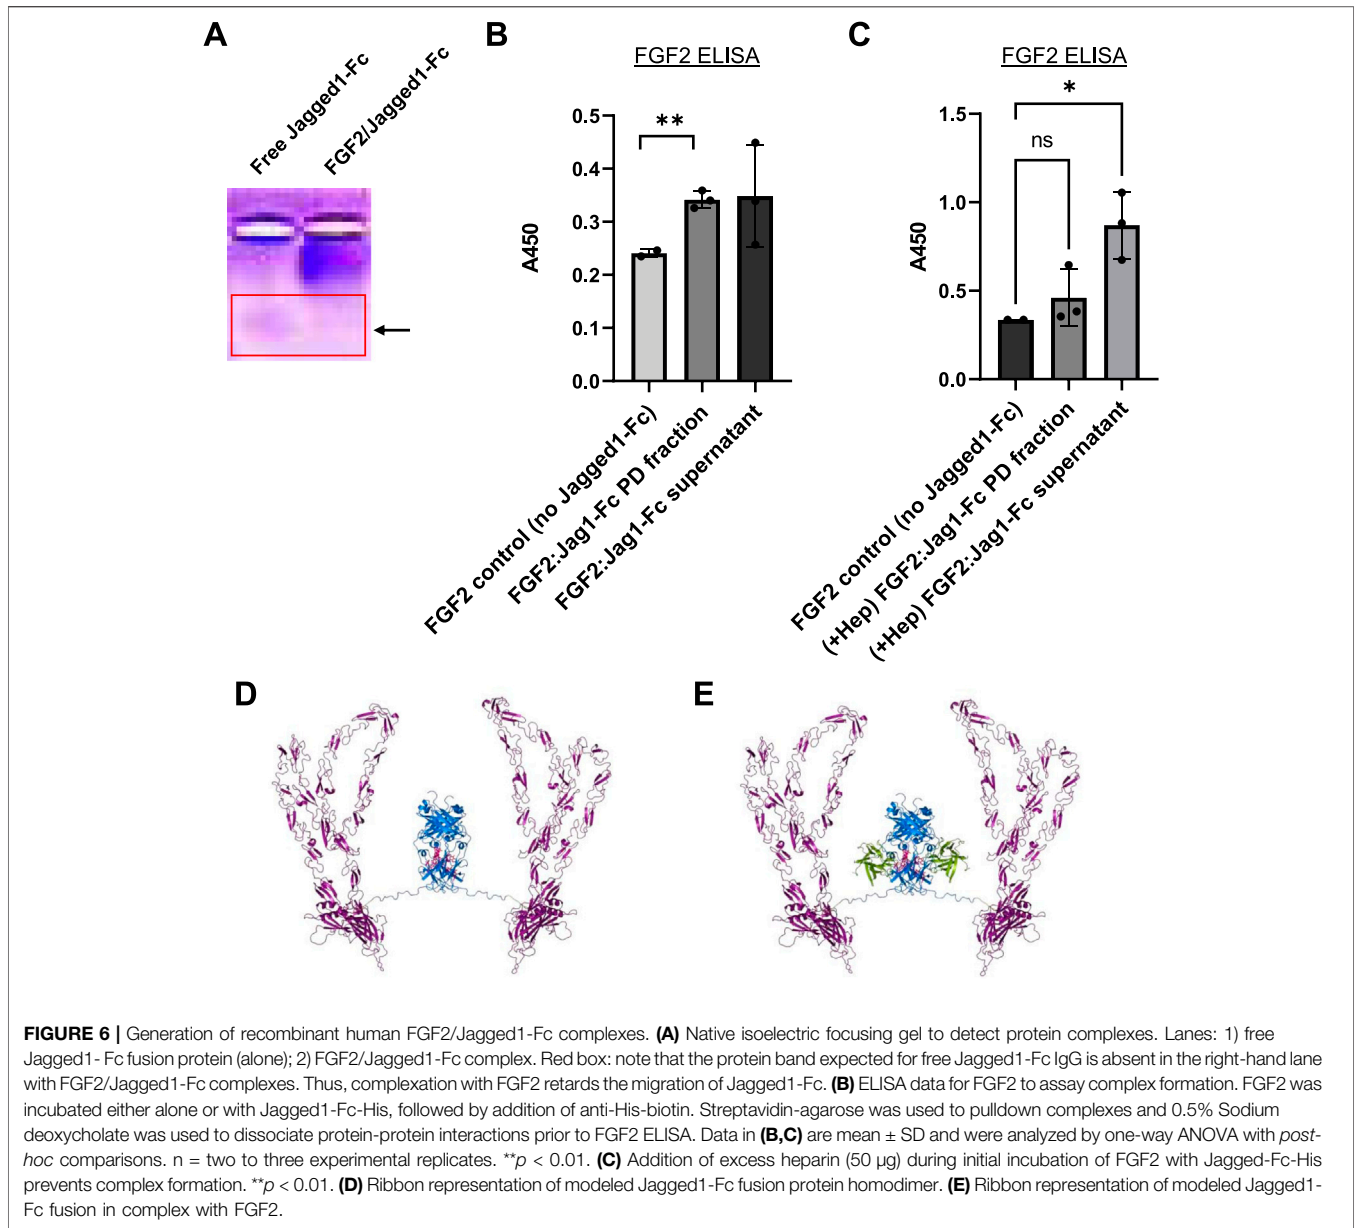 A
Free Jagged1-Fc
FGF2/Jagged1-Fc
B
FGF2 ELISA
**
0.5
0.4
0.3
0.2
0.1
0.0
A450
FGF2 control (no Jagged1-Fc)
FGF2:Jag1-Fc PD fraction
FGF2:Jag1-Fc supernatant
C
FGF2 ELISA
*
ns
1.5
1.0
0.5
0.0
A450
FGF2 control (no Jagged1-Fc)
(+Hep) FGF2:Jag1-Fc PD fraction
(+Hep) FGF2:Jag1-Fc supernatant
D
E
FIGURE 6 | Generation of recombinant human FGF2/Jagged1-Fc complexes. (A) Native isoelectric focusing gel to detect protein complexes. Lanes: 1) free
Jagged1- Fc fusion protein (alone); 2) FGF2/Jagged1-Fc complex. Red box: note that the protein band expected for free Jagged1-Fc IgG is absent in the right-hand lane
with FGF2/Jagged1-Fc complexes. Thus, complexation with FGF2 retards the migration of Jagged1-Fc. (B) ELISA data for FGF2 to assay complex formation. FGF2 was
incubated either alone or with Jagged1-Fc-His, followed by addition of anti-His-biotin. Streptavidin-agarose was used to pulldown complexes and 0.5% Sodium
deoxycholate was used to dissociate protein-protein interactions prior to FGF2 ELISA. Data in (B,C) are mean ± SD and were analyzed by one-way ANOVA with post-
hoc comparisons. n = two to three experimental replicates. **p < 0.01. (C) Addition of excess heparin (50 µg) during initial incubation of FGF2 with Jagged-Fc-His
prevents complex formation. **p < 0.01. (D) Ribbon representation of modeled Jagged1-Fc fusion protein homodimer. (E) Ribbon representation of modeled Jagged1-
Fc fusion in complex with FGF2.